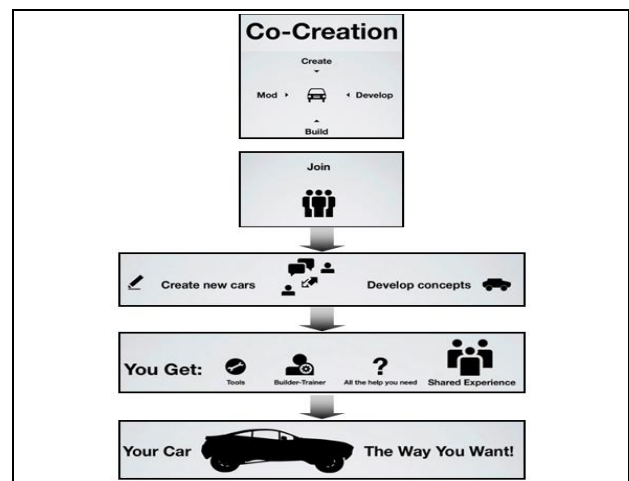 Co-Creation
Create
Mod
Develop
Build
Join
Create new cars
Develop concepts
You Get:
Tools
Builder-Trainer
All the help you need
?
Shared Experience
Your Car
The Way You Want!